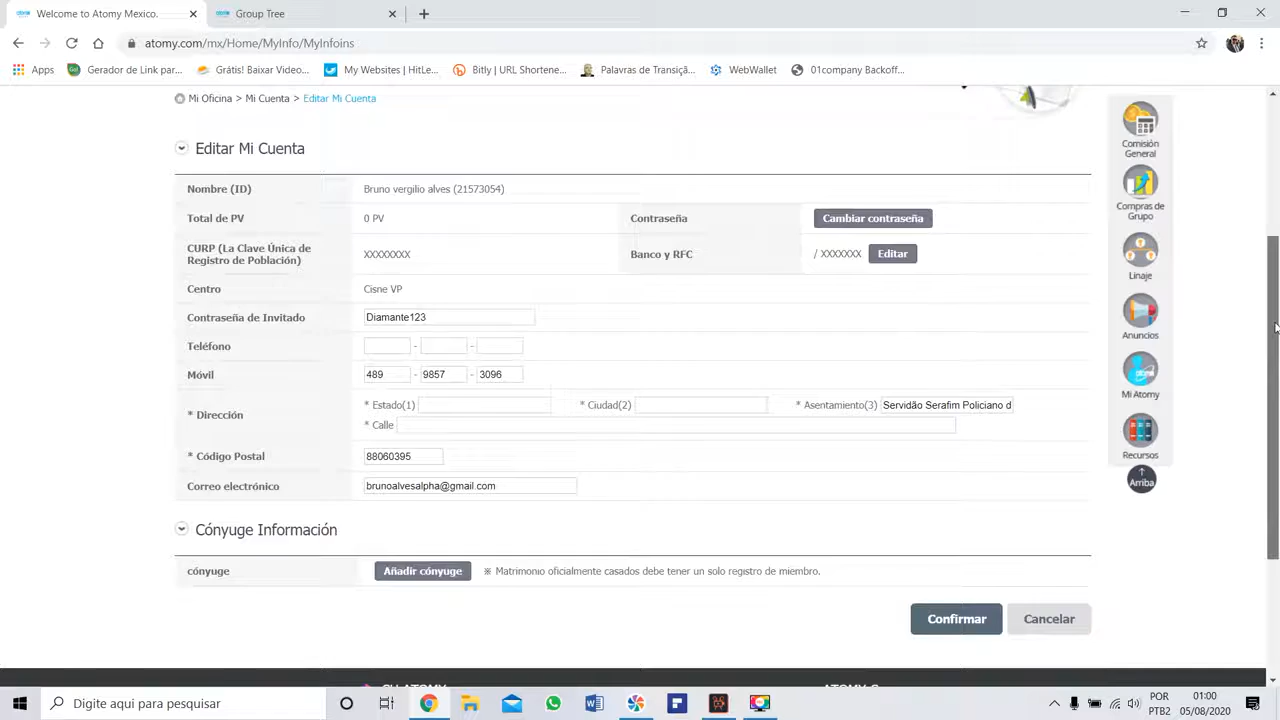 Welcome to Atomy Mexico.
Group Tree
atomy.com/mx/Home/MyInfo/MyInfoins
Apps
Gerador de Link par...
Grátis! Baixar Video...
My Websites | HitLe...
Bitly | URL Shortene...
Palavras de Transiçã...
WebWallet
01company Backoff...
Mi Oficina > Mi Cuenta > Editar Mi Cuenta
Editar Mi Cuenta
Nombre (ID) Bruno vergilio alves (21573054)
Total de PV 0 PV Contraseña Cambiar contraseña
CURP (La Clave Única de
Registro de Población) XXXXXXX Banco y RFC / XXXXXXX Editar
Centro Cisne VP
Contraseña de Invitado Diamante123
Teléfono - -
Móvil 489 - 9857 - 3096
* Dirección * Estado(1) * Ciudad(2) * Asentamiento(3) Servidão Serafim Policiano d
* Calle
* Código Postal 88060395
Correo electrónico brunoalvesalpha@gmail.com
Cónyuge Información
cónyuge Añadir cónyuge ※ Matrimonio oficialmente casados debe tener un solo registro de miembro.
Confirmar Cancelar
Comisión
General
Compras de
Grupo
Linaje
Anuncios
Mi Atomy
Recursos
↑
Arriba
Digite aqui para pesquisar
POR
PTB2
01:00
05/08/2020